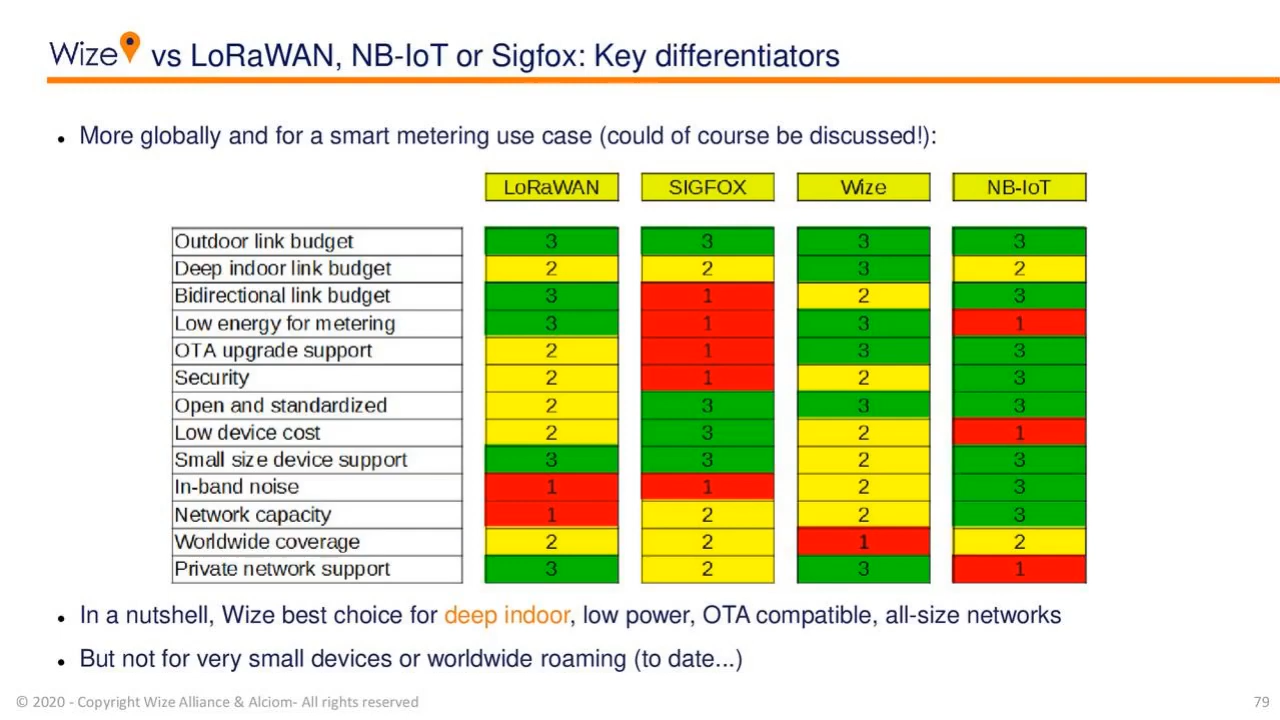 Wize vs LoRaWAN, NB-IoT or Sigfox: Key differentiators
• More globally and for a smart metering use case (could of course be discussed!):
LoRaWAN SIGFOX Wize NB-IoT
Outdoor link budget 3 3 3 3
Deep indoor link budget 2 2 3 2
Bidirectional link budget 3 1 2 3
Low energy for metering 3 1 3 1
OTA upgrade support 2 1 3 3
Security 2 1 2 3
Open and standardized 2 3 3 3
Low device cost 2 3 2 1
Small size device support 3 3 2 3
In-band noise 1 1 2 3
Network capacity 1 2 2 3
Worldwide coverage 2 2 1 2
Private network support 3 2 3 1
• In a nutshell, Wize best choice for deep indoor, low power, OTA compatible, all-size networks
• But not for very small devices or worldwide roaming (to date...)
© 2020 - Copyright Wize Alliance & Alciom- All rights reserved
79